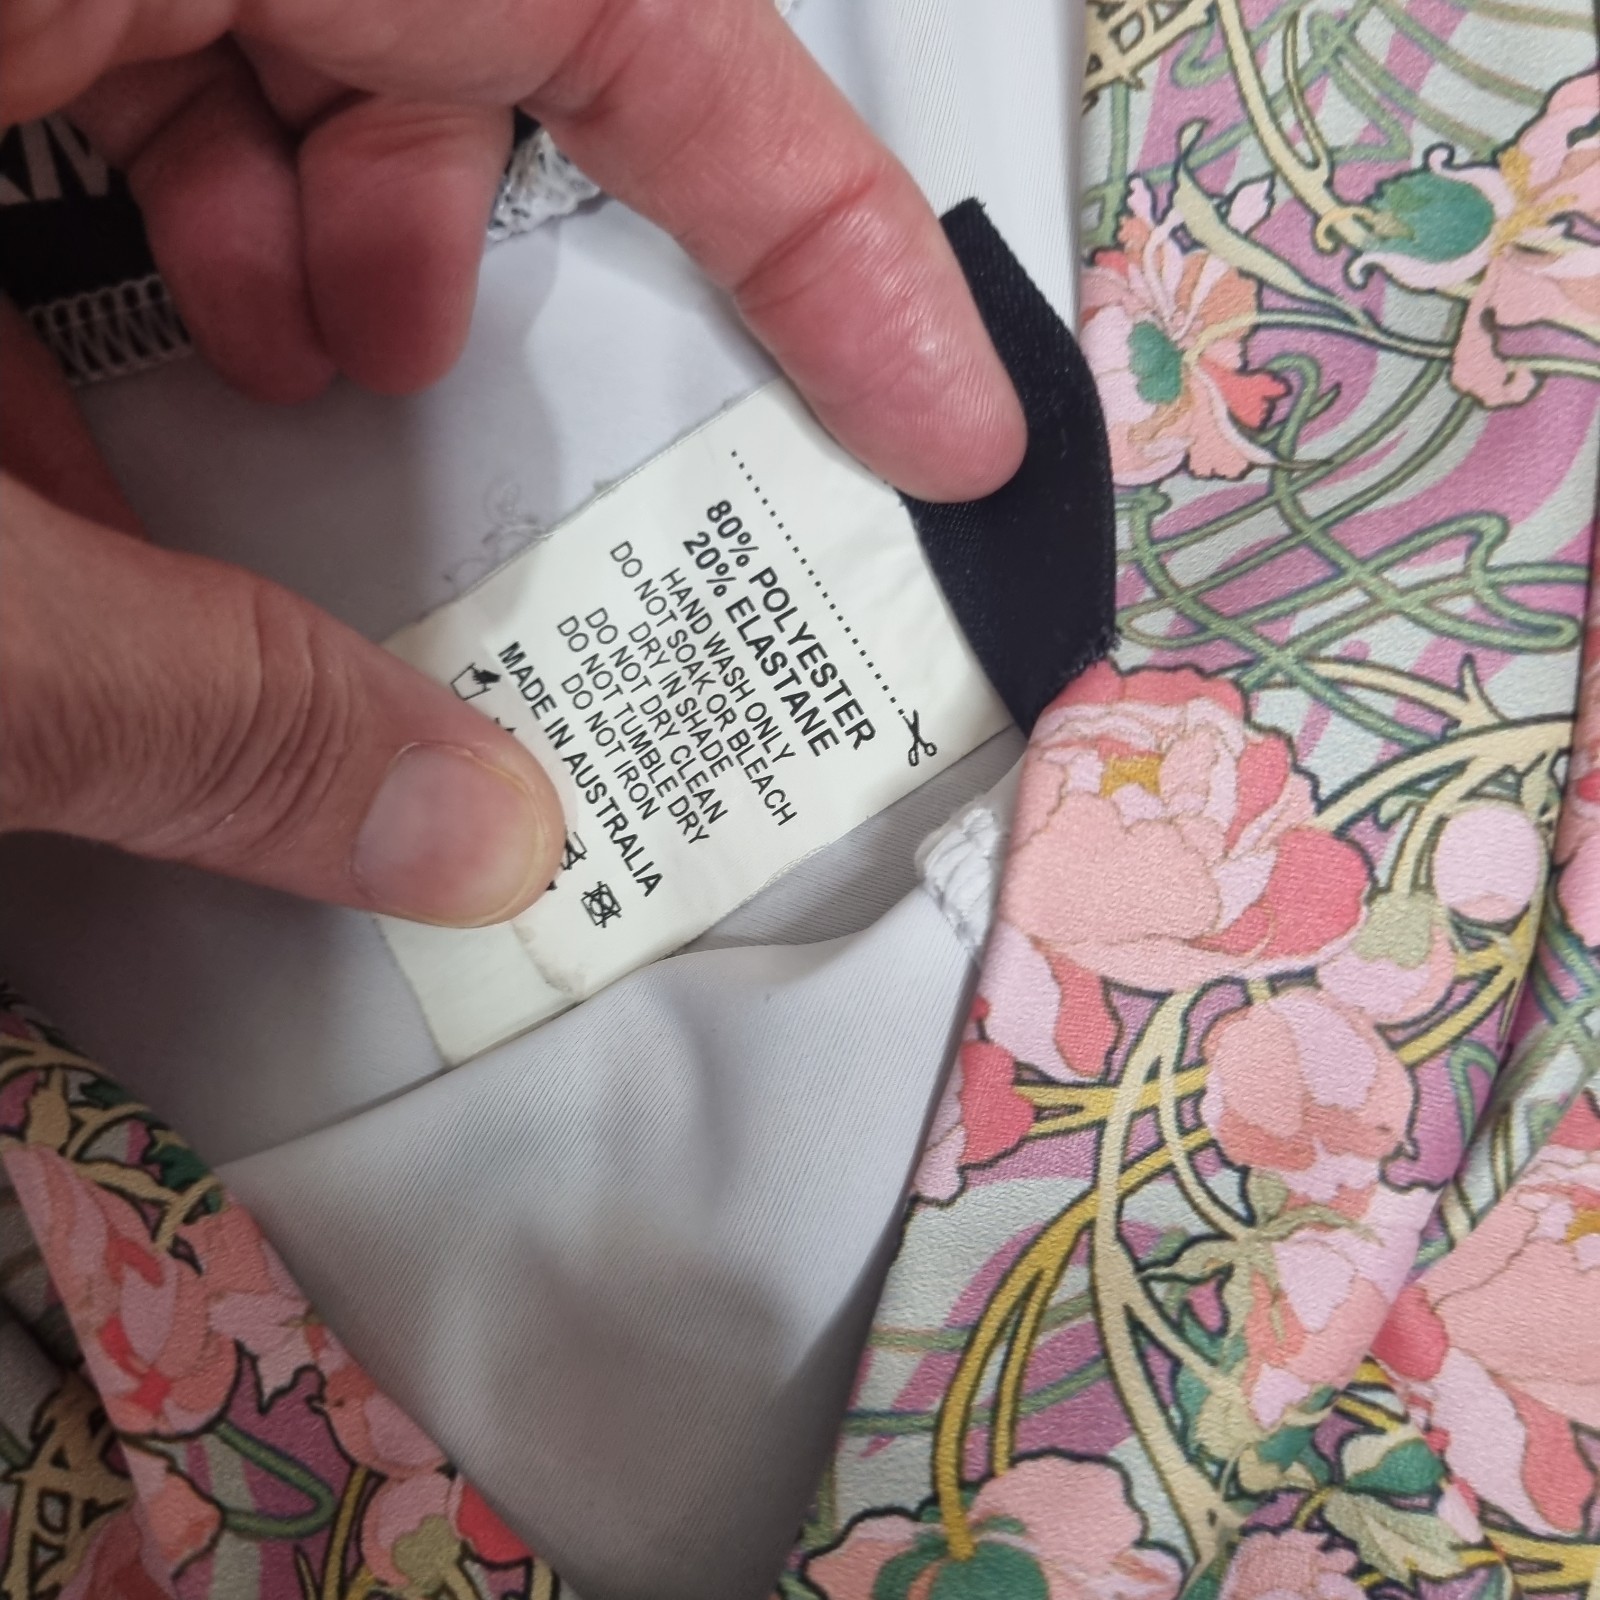 80% POLYESTER
20% ELASTANE
HAND WASH ONLY
DO NOT SOAK OR BLEACH
DRY IN SHADE
DO NOT DRY CLEAN
DO NOT TUMBLE DRY
DO NOT IRON
MADE IN AUSTRALIA